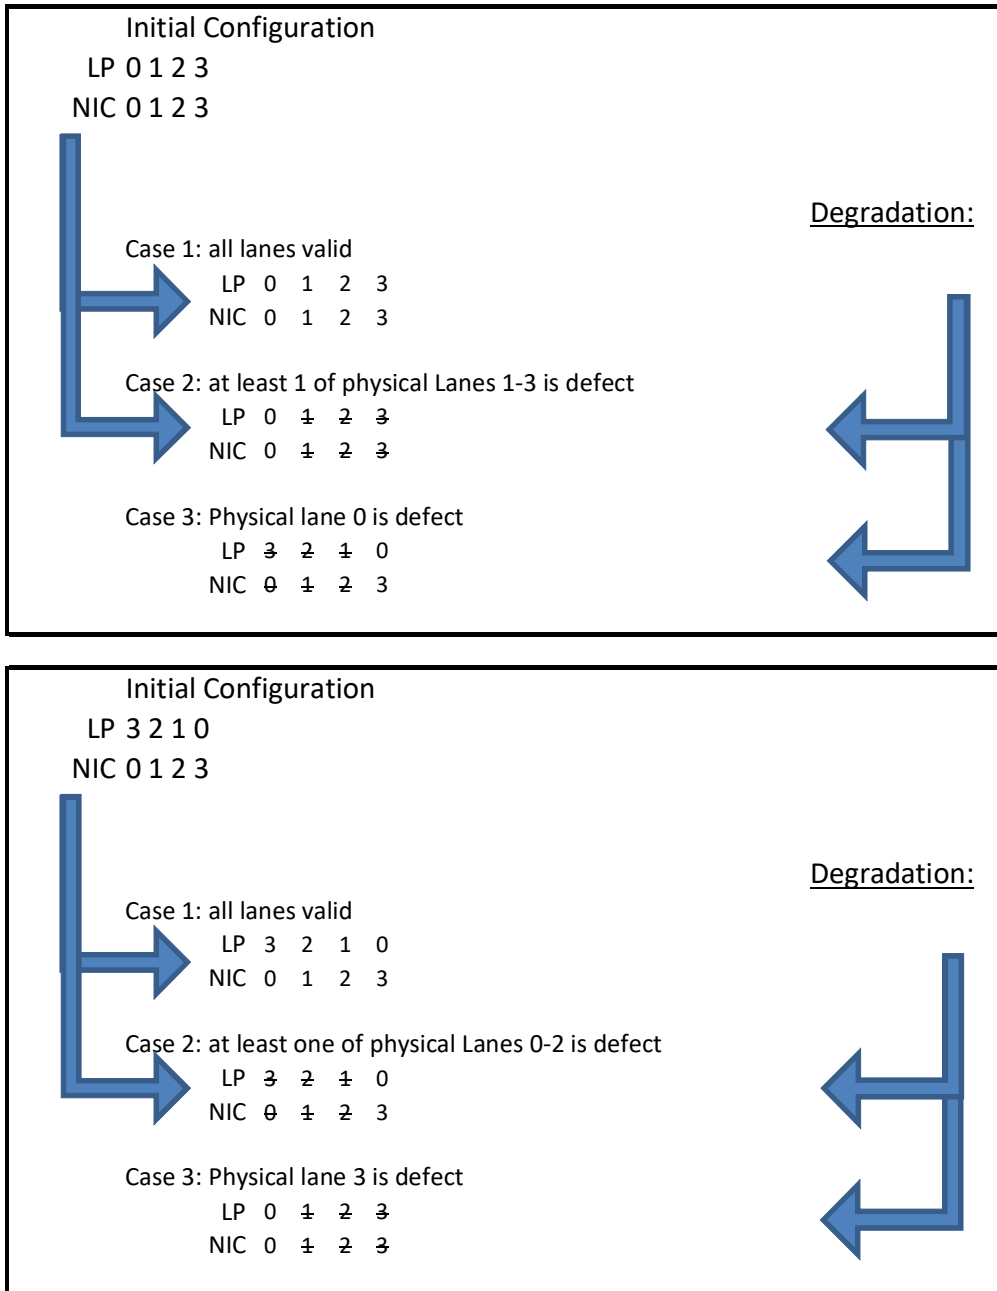 Initial Configuration
LP 0 1 2 3
NIC 0 1 2 3
Degradation:
Case 1: all lanes valid
LP 0 1 2 3
NIC 0 1 2 3
Case 2: at least 1 of physical Lanes 1-3 is defect
LP 0 1 2 3
NIC 0 1 2 3
Case 3: Physical lane 0 is defect
LP 3 2 1 0
NIC 0 1 2 3
Initial Configuration
LP 3 2 1 0
NIC 0 1 2 3
Degradation:
Case 1: all lanes valid
LP 3 2 1 0
NIC 0 1 2 3
Case 2: at least one of physical Lanes 0-2 is defect
LP 3 2 1 0
NIC 0 1 2 3
Case 3: Physical lane 3 is defect
LP 0 1 2 3
NIC 0 1 2 3